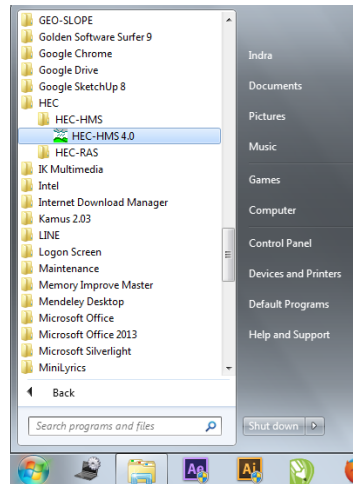 GEO-SLOPE
Golden Software Surfer 9
Google Chrome
Google Drive
Google SketchUp 8
HEC
HEC-HMS
HEC-HMS 4.0
HEC-RAS
IK Multimedia
Intel
Internet Download Manager
Kamus 2.03
LINE
Logon Screen
Maintenance
Memory Improve Master
Mendeley Desktop
Microsoft Office
Microsoft Office 2013
Microsoft Silverlight
MiniLyrics
Back
Search programs and files
Indra
Documents
Pictures
Music
Games
Computer
Control Panel
Devices and Printers
Default Programs
Help and Support
Shut down
Ae
Ai